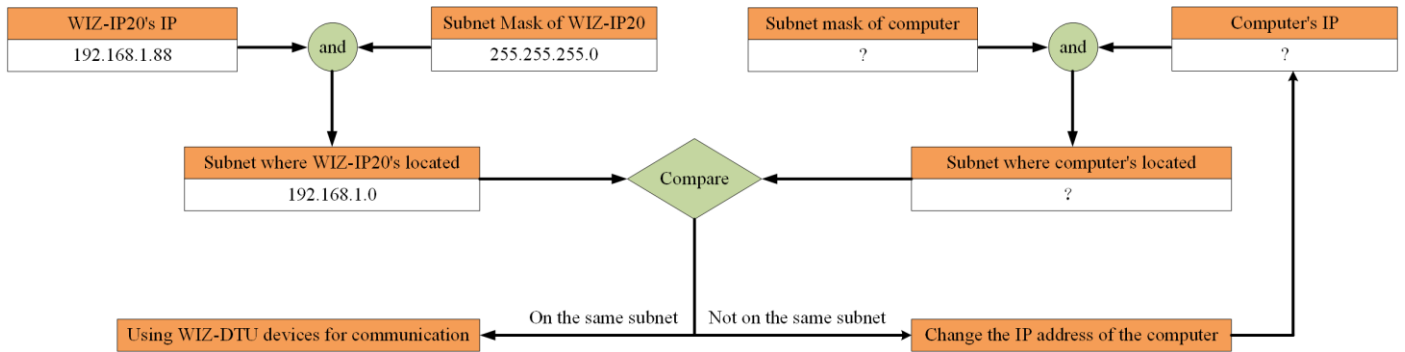 WIZ-IP20's IP
192.168.1.88
and
Subnet Mask of WIZ-IP20
255.255.255.0
Subnet mask of computer
?
and
Computer's IP
?
Subnet where WIZ-IP20's located
192.168.1.0
Compare
Subnet where computer's located
?
On the same subnet
Not on the same subnet
Using WIZ-DTU devices for communication
Change the IP address of the computer